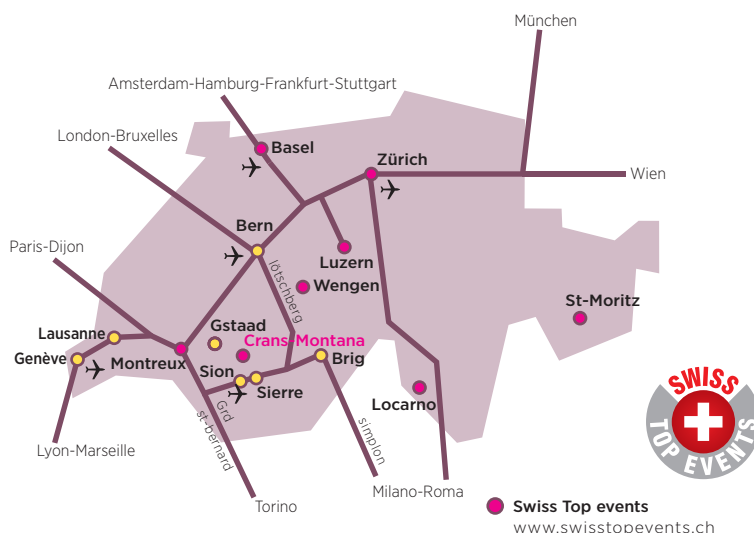 München
Amsterdam-Hamburg-Frankfurt-Stuttgart
London-Bruxelles
Basel
Zürich
Wien
Bern
Paris-Dijon
Luzern
lötschberg
Wengen
St-Moritz
Lausanne
Gstaad
Crans-Montana
Genève
Montreux
Sion
Brig
Sierre
Locarno
Grd
st-bernard
simplon
Lyon-Marseille
Milano-Roma
Torino
SWISS
TOP EVENTS
Swiss Top events
www.swisstopevents.ch